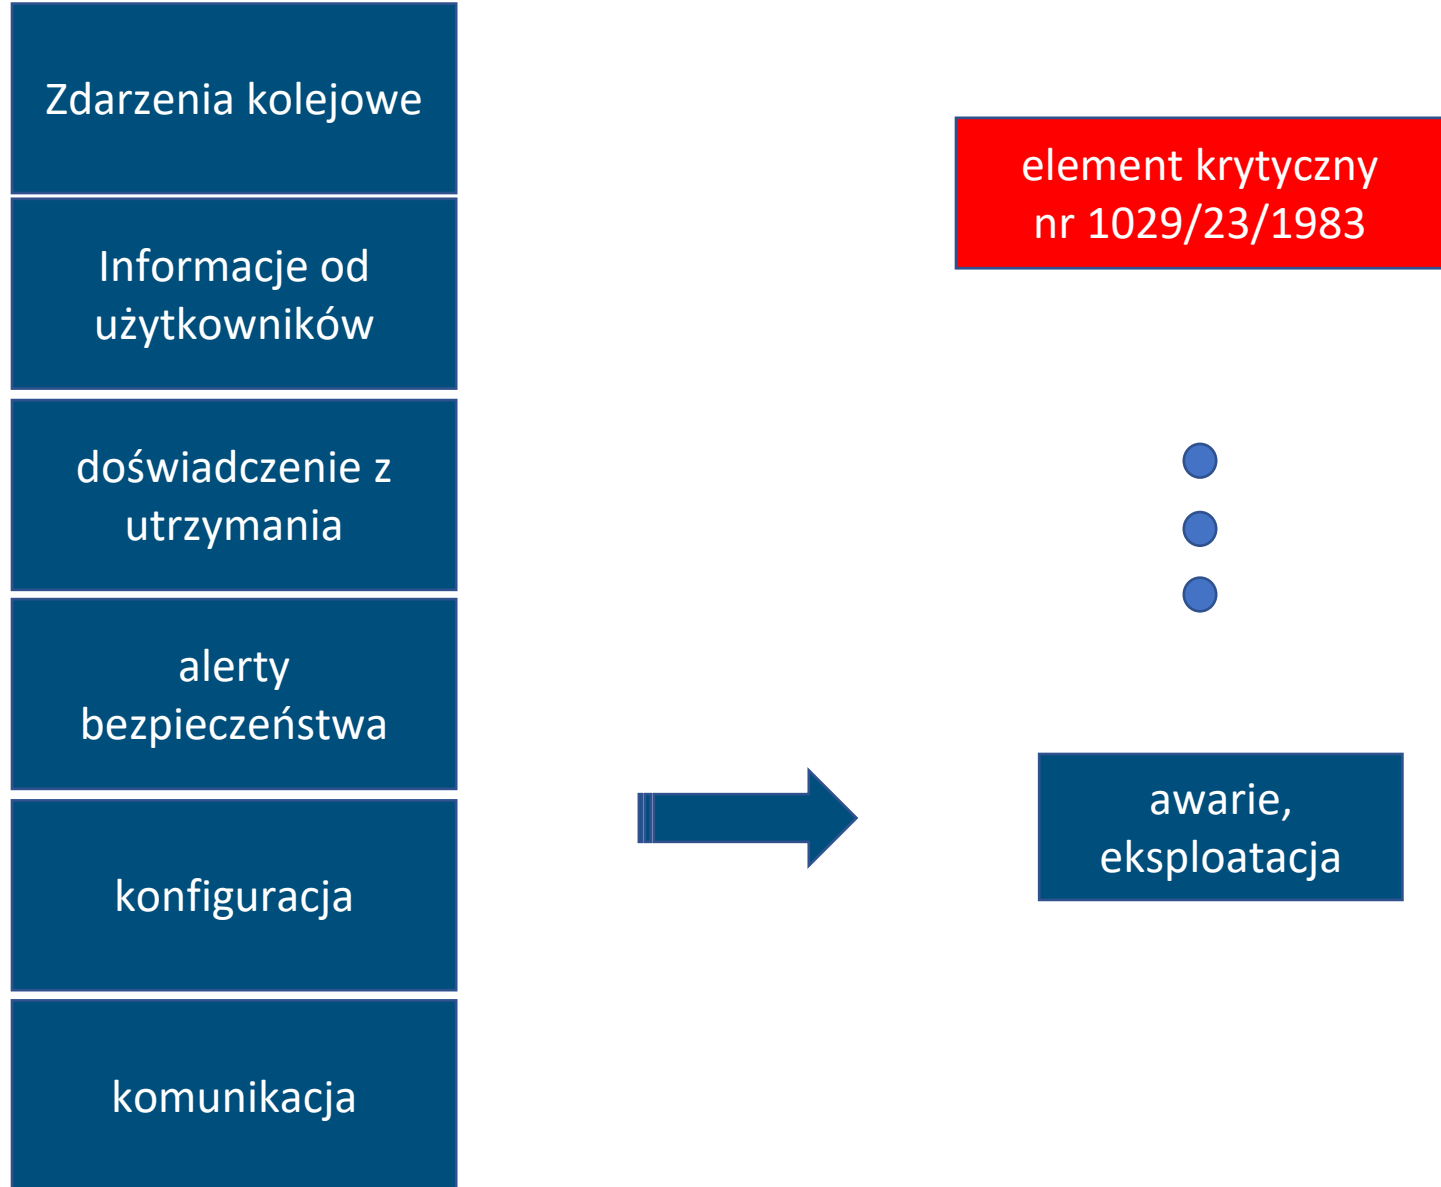 Zdarzenia kolejowe
Informacje od
użytkowników
doświadczenie z
utrzymania
alerty
bezpieczeństwa
konfiguracja
komunikacja
element krytyczny
nr 1029/23/1983
awarie,
eksploatacja